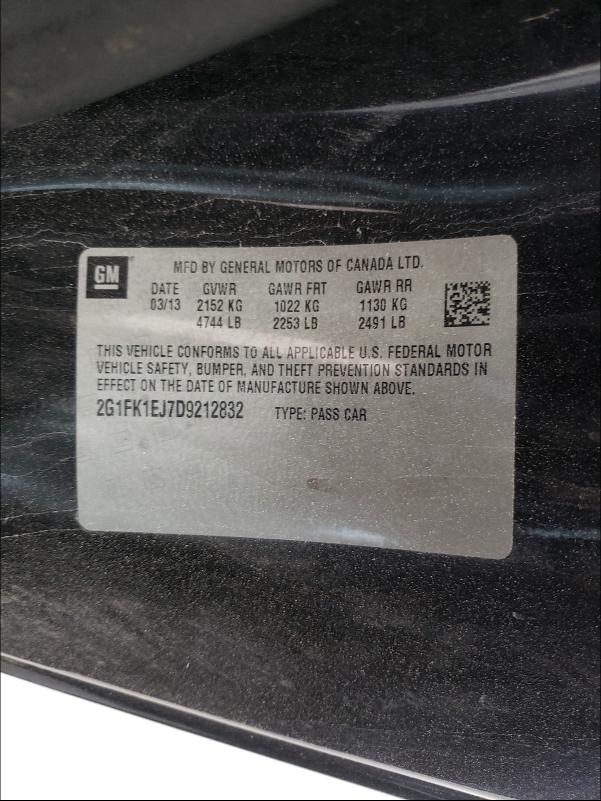 GM
MFD BY GENERAL MOTORS OF CANADA LTD.
DATE GVWR GAWR FRT GAWR RR
03/13 2152 KG 1022 KG 1130 KG
4744 LB 2253 LB 2491 LB
THIS VEHICLE CONFORMS TO ALL APPLICABLE U.S. FEDERAL MOTOR
VEHICLE SAFETY, BUMPER, AND THEFT PREVENTION STANDARDS IN
EFFECT ON THE DATE OF MANUFACTURE SHOWN ABOVE.
2G1FK1EJ7D9212832 TYPE: PASS CAR